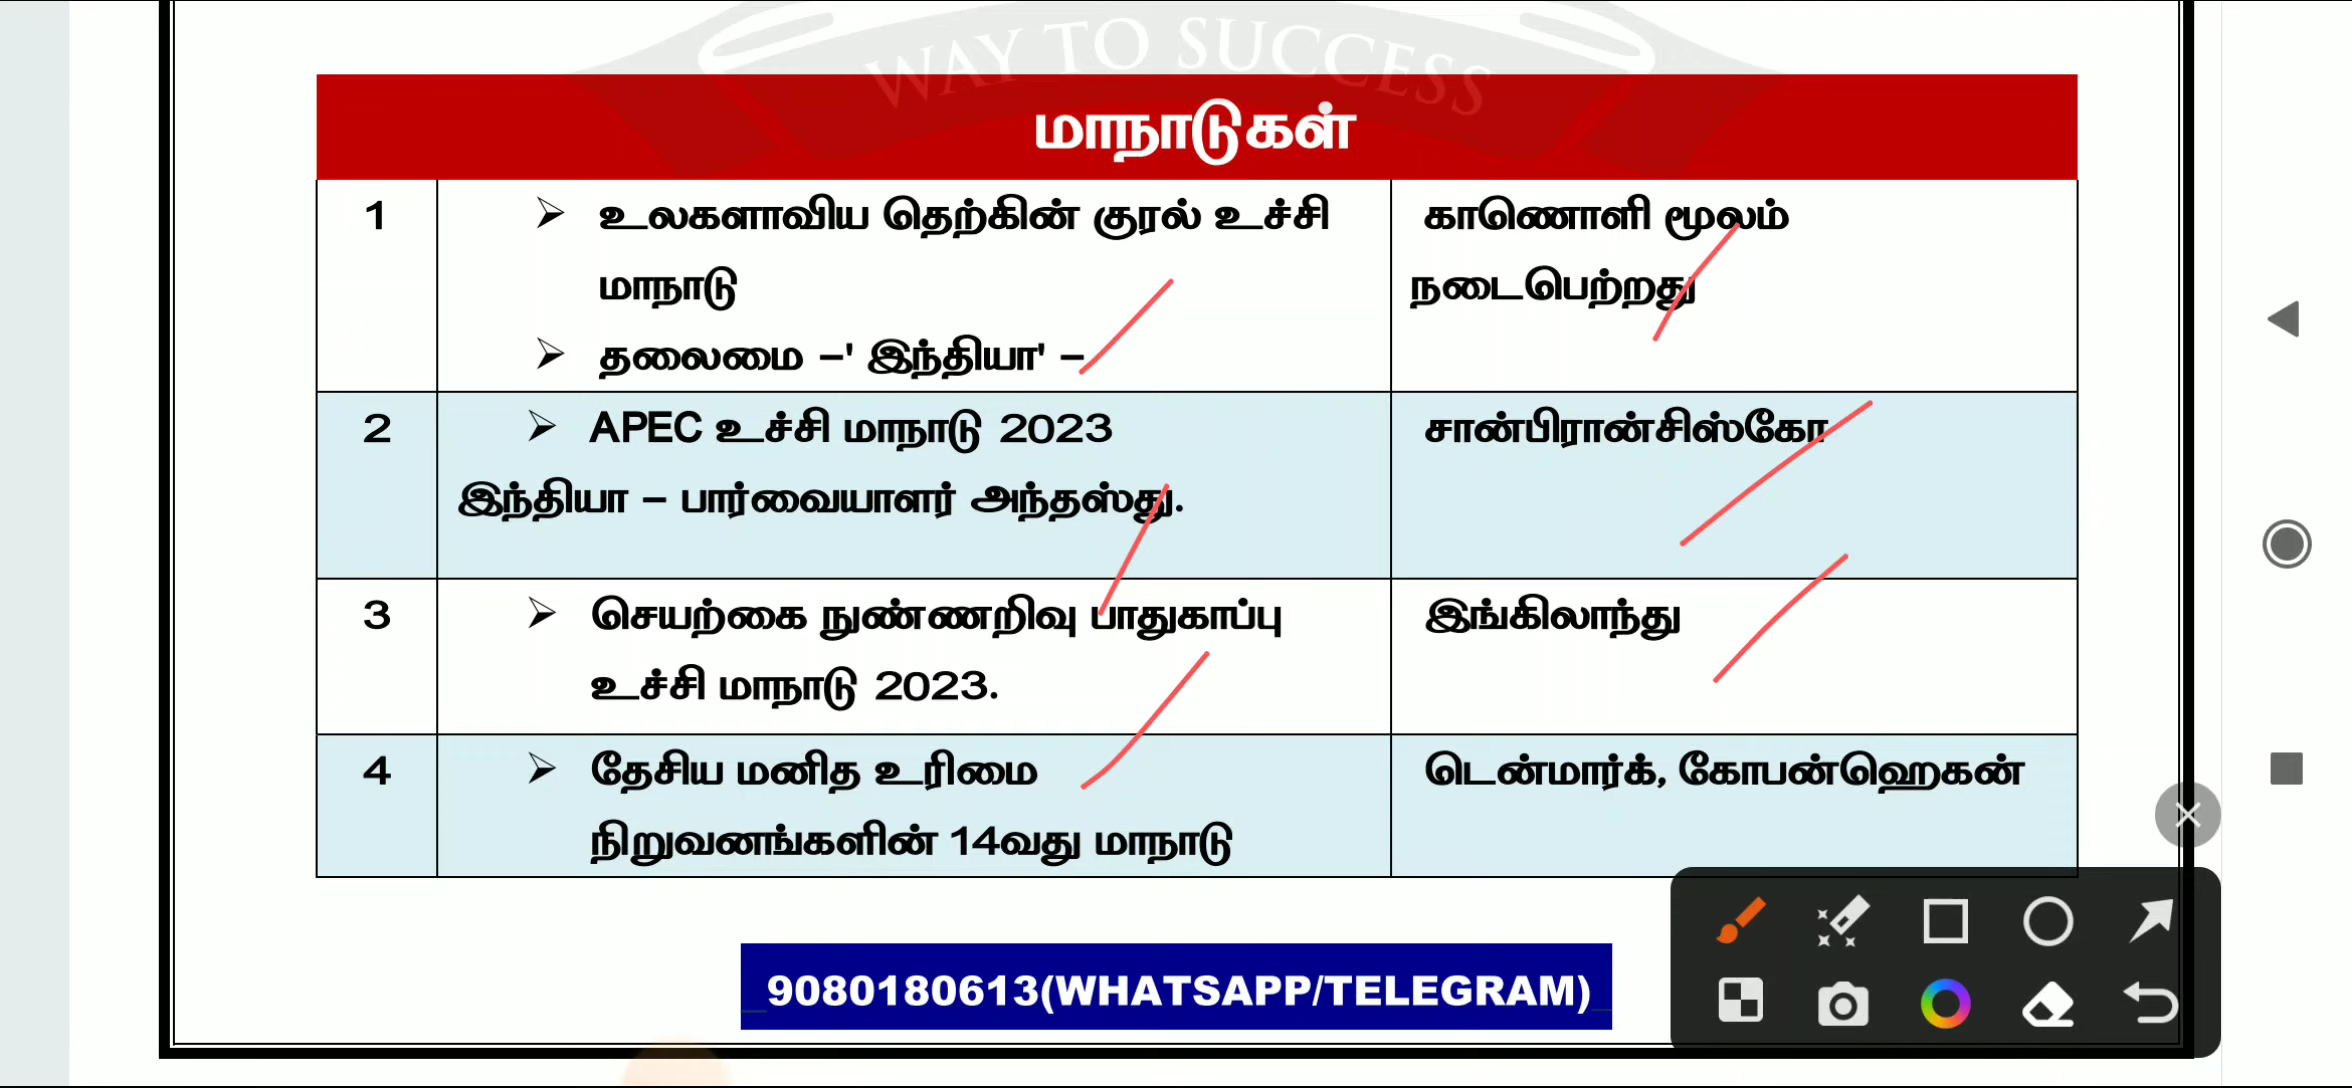 WAY TO SUCCESS
மாநாடுகள்
1
➢ உலகளாவிய தெற்கின் குரல் உச்சி
மாநாடு
➢ தலைமை –' இந்தியா' –
காணொளி மூலம்
நடைபெற்றது
2
➢ APEC உச்சி மாநாடு 2023
இந்தியா – பார்வையாளர் அந்தஸ்து.
சான்பிரான்சிஸ்கோ
3
➢ செயற்கை நுண்ணறிவு பாதுகாப்பு
உச்சி மாநாடு 2023.
இங்கிலாந்து
4
➢ தேசிய மனித உரிமை
நிறுவனங்களின் 14வது மாநாடு
டென்மார்க், கோபன்ஹெகன்
_9080180613(WHATSAPP/TELEGRAM)_